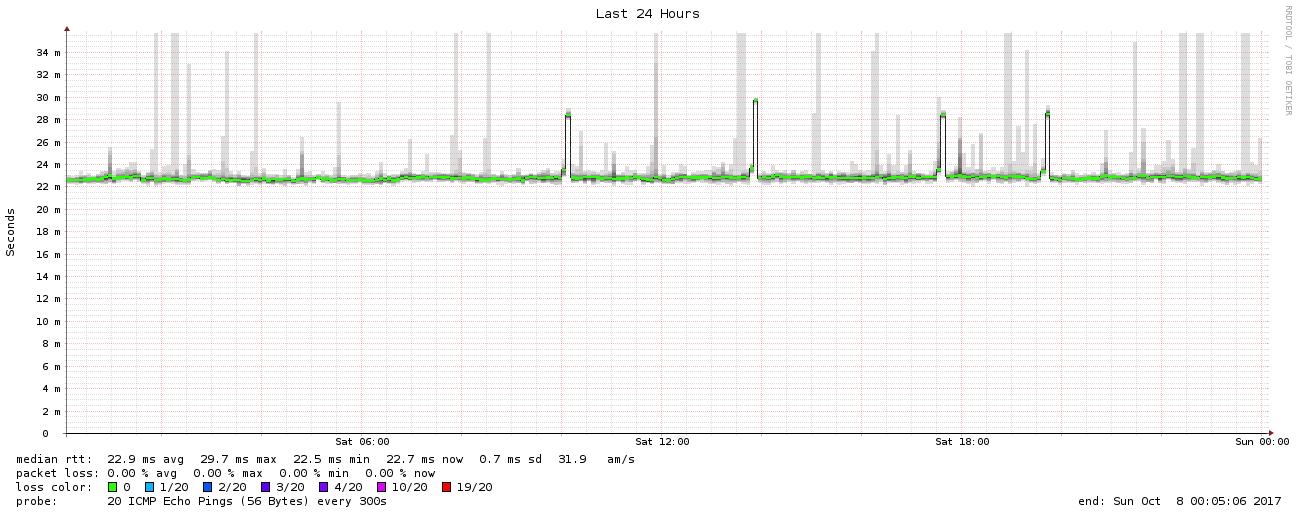 Last 24 Hours
RRDTOOL / TOBI OETIKER
Seconds
34 m
32 m
30 m
28 m
26 m
24 m
22 m
20 m
18 m
16 m
14 m
12 m
10 m
8 m
6 m
4 m
2 m
0
Sat 06:00 Sat 12:00 Sat 18:00 Sun 00:00
median rtt: 22.9 ms avg 29.7 ms max 22.5 ms min 22.7 ms now 0.7 ms sd 31.9 am/s
packet loss: 0.00 % avg 0.00 % max 0.00 % min 0.00 % now
loss color: 0 1/20 2/20 3/20 4/20 10/20 19/20
probe: 20 ICMP Echo Pings (56 Bytes) every 300s end: Sun Oct 8 00:05:06 2017